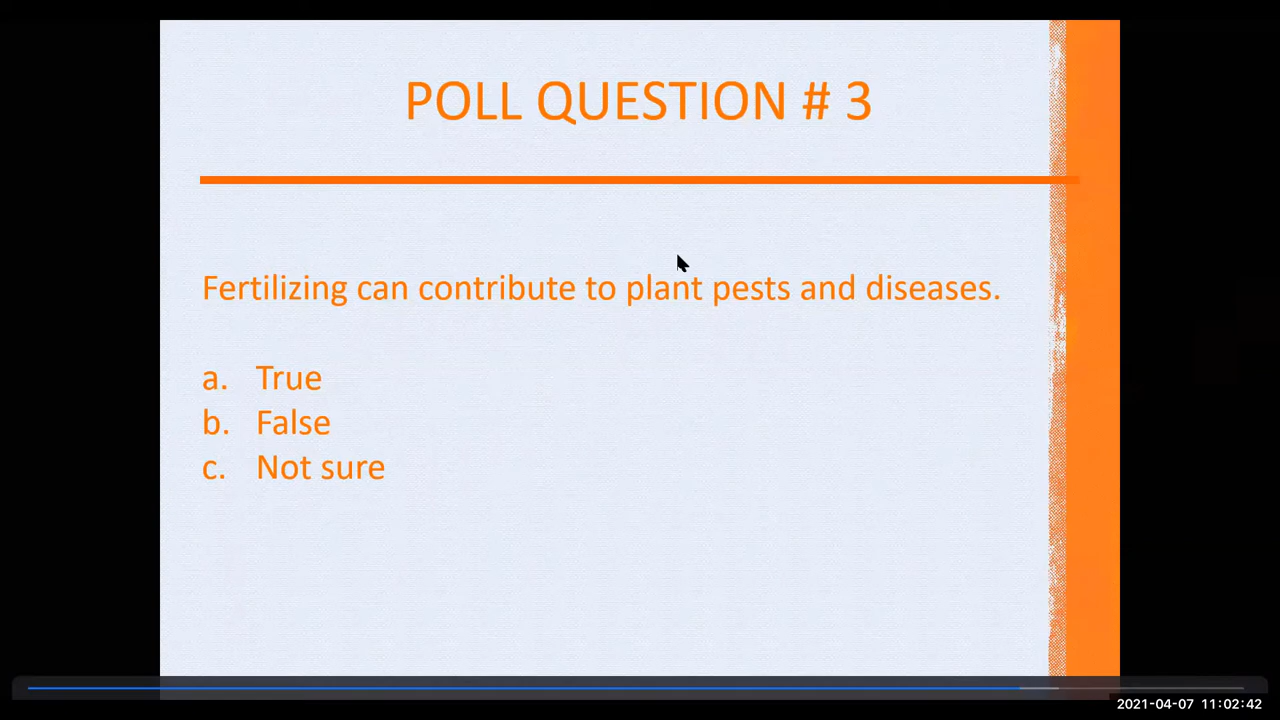 POLL QUESTION # 3
Fertilizing can contribute to plant pests and diseases.
a. True
b. False
c. Not sure
2021-04-07 11:02:42